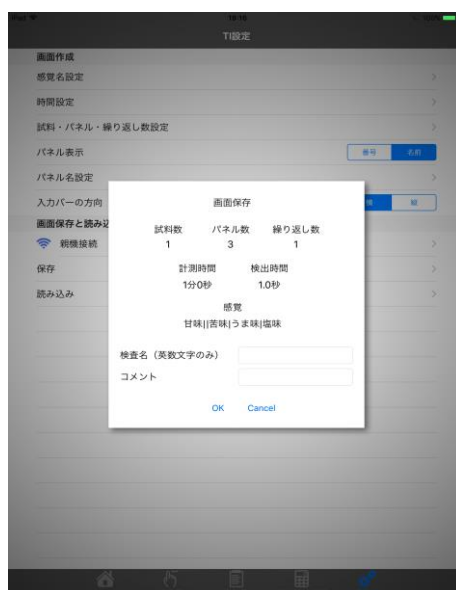 iPad
16:16
100%
TI設定
画面作成
感覚名設定
時間設定
試料・パネル・繰り返し数設定
パネル表示
番号 名前
パネル名設定
入力バーの方向
縦
画面保存と読み込
親機接続
保存
読み込み
画面保存
試料数 パネル数 繰り返し数
1 3 1
計測時間 検出時間
1分0秒 1.0秒
感覚
甘味||苦味|うま味|塩味
検査名（英数文字のみ）
コメント
OK Cancel